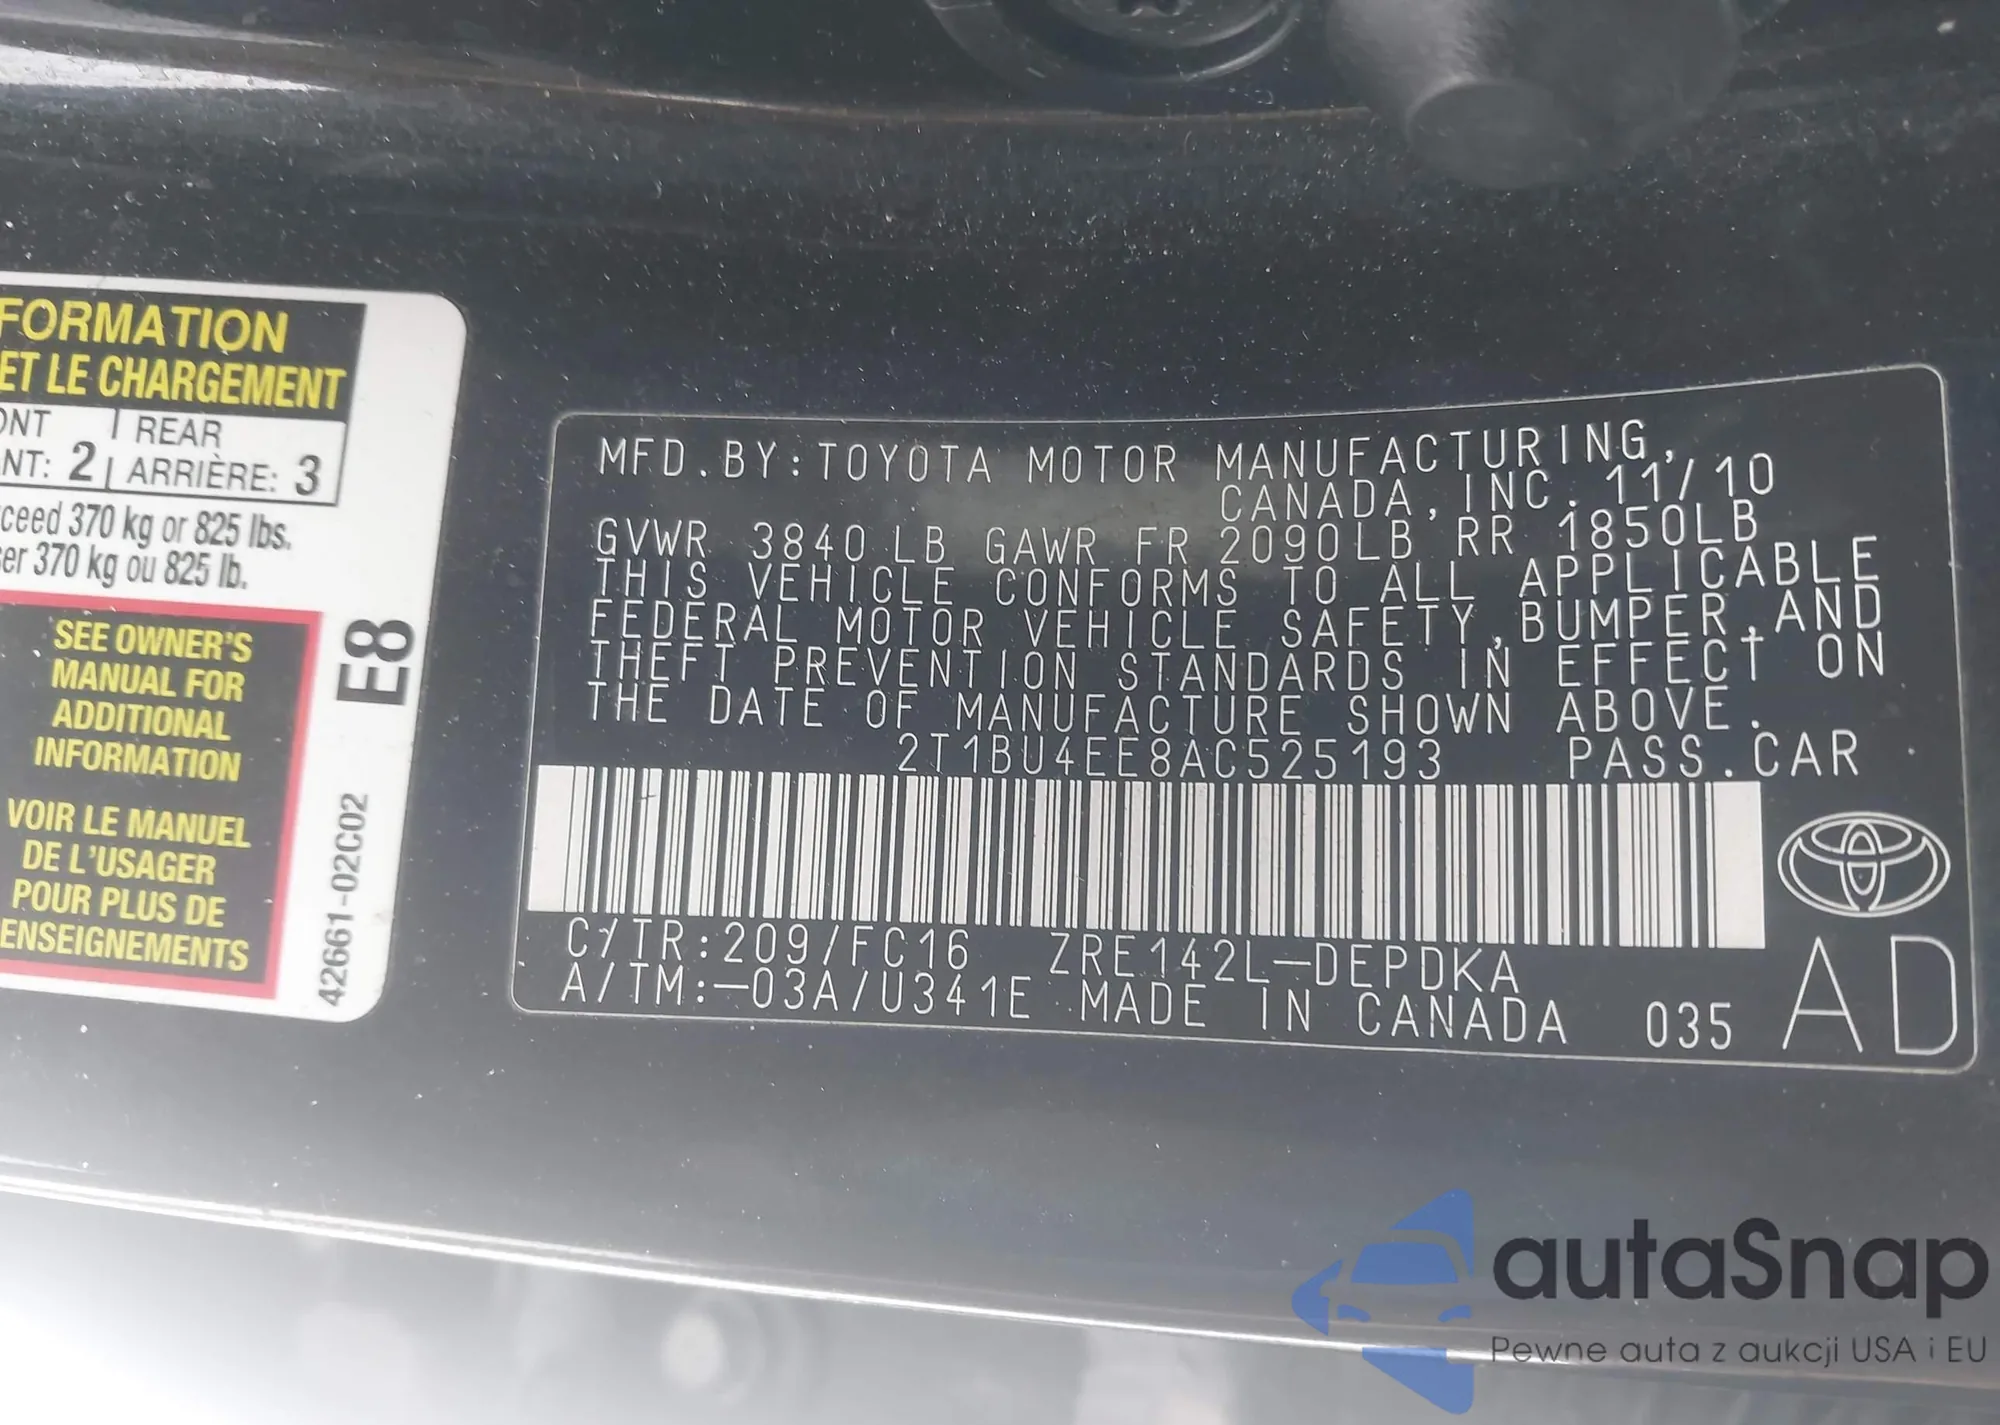 FORMATION
ET LE CHARGEMENT
ONT
REAR
NT: 2
ARRIÈRE: 3
ceed 370 kg or 825 lbs.
er 370 kg ou 825 lb.
SEE OWNER'S
MANUAL FOR
ADDITIONAL
INFORMATION
VOIR LE MANUEL
DE L'USAGER
POUR PLUS DE
ENSEIGNEMENTS
E8
42661-02C02
MFD.BY:TOYOTA MOTOR MANUFACTURING,
CANADA, INC. 11/10
GVWR 3840 LB GAWR FR 2090LB RR 1850LB
THIS VEHICLE CONFORMS TO ALL APPLICABLE
FEDERAL MOTOR VEHICLE SAFETY,BUMPER,AND
THEFT PREVENTION STANDARDS IN EFFECT ON
THE DATE OF MANUFACTURE SHOWN ABOVE.
2T1BU4EE8AC525193 PASS.CAR
C/TR:209/FC16 ZRE142L-DEPDKA
A/TM:-03A/U341E MADE IN CANADA 035 AD
autaSnap
Pewne auta z aukcji USA i EU